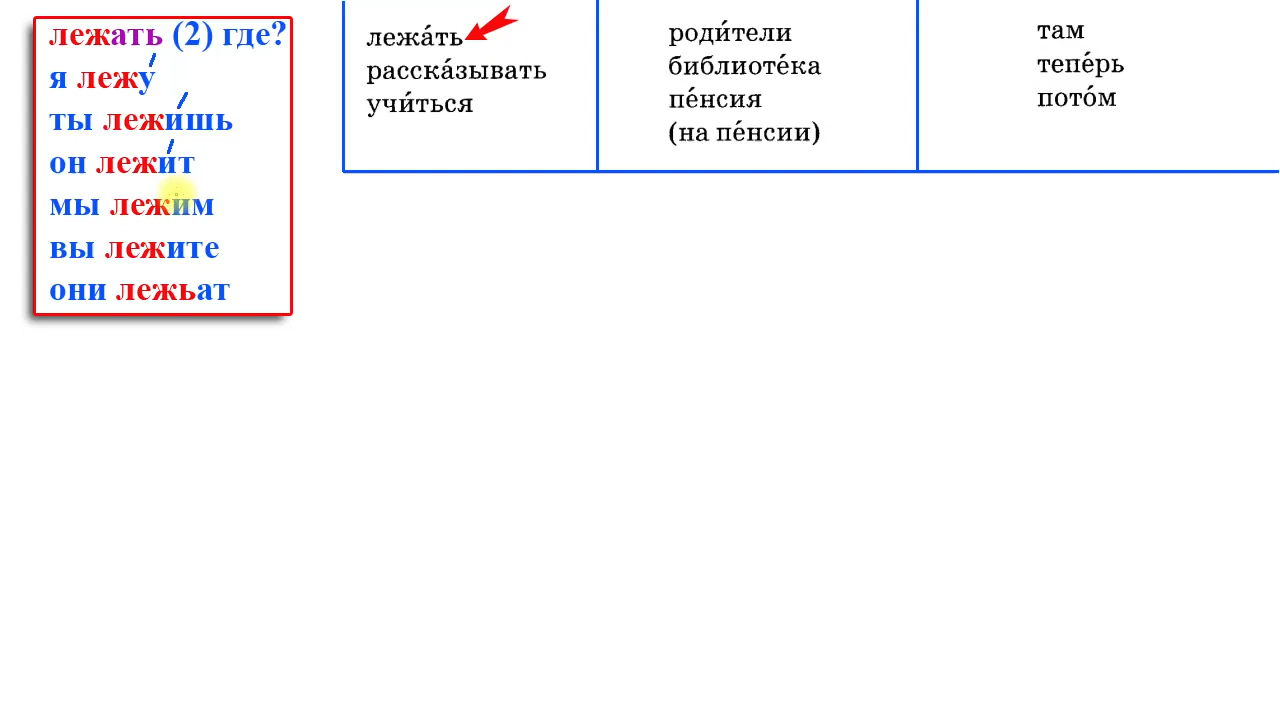 лежать (2) где?
я лежу
ты лежишь
он лежит
мы лежим
вы лежите
они лежьат
лежа́ть
расска́зывать
учи́ться
роди́тели
библиоте́ка
пе́нсия
(на пе́нсии)
там
тепе́рь
пото́м